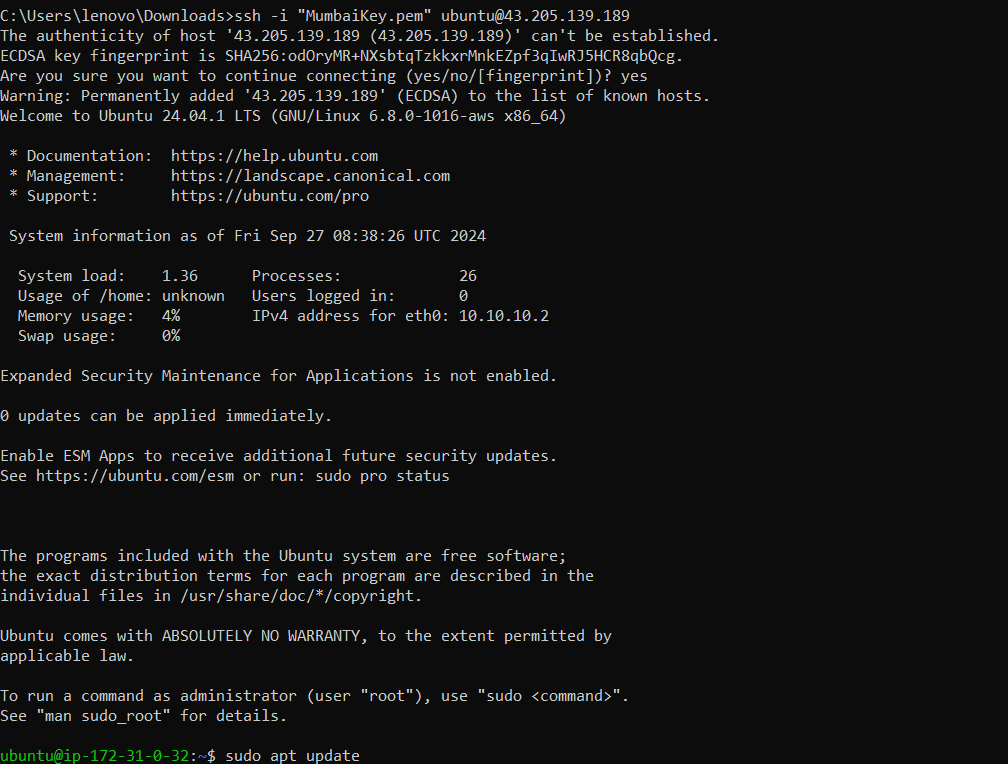 C:\Users\lenovo\Downloads>ssh -i "MumbaiKey.pem" ubuntu@43.205.139.189
The authenticity of host '43.205.139.189 (43.205.139.189)' can't be established.
ECDSA key fingerprint is SHA256:odOryMR+NXsbtqTzkkxrMnkEZpf3qIwRJ5HCR8qbQcg.
Are you sure you want to continue connecting (yes/no/[fingerprint])? yes
Warning: Permanently added '43.205.139.189' (ECDSA) to the list of known hosts.
Welcome to Ubuntu 24.04.1 LTS (GNU/Linux 6.8.0-1016-aws x86_64)

 * Documentation:  https://help.ubuntu.com
 * Management:     https://landscape.canonical.com
 * Support:        https://ubuntu.com/pro

 System information as of Fri Sep 27 08:38:26 UTC 2024

  System load:    1.36      Processes:             26
  Usage of /home: unknown   Users logged in:       0
  Memory usage:   4%        IPv4 address for eth0: 10.10.10.2
  Swap usage:     0%

Expanded Security Maintenance for Applications is not enabled.

0 updates can be applied immediately.

Enable ESM Apps to receive additional future security updates.
See https://ubuntu.com/esm or run: sudo pro status

The programs included with the Ubuntu system are free software;
the exact distribution terms for each program are described in the
individual files in /usr/share/doc/*/copyright.

Ubuntu comes with ABSOLUTELY NO WARRANTY, to the extent permitted by
applicable law.

To run a command as administrator (user "root"), use "sudo <command>".
See "man sudo_root" for details.

ubuntu@ip-172-31-0-32:~$ sudo apt update